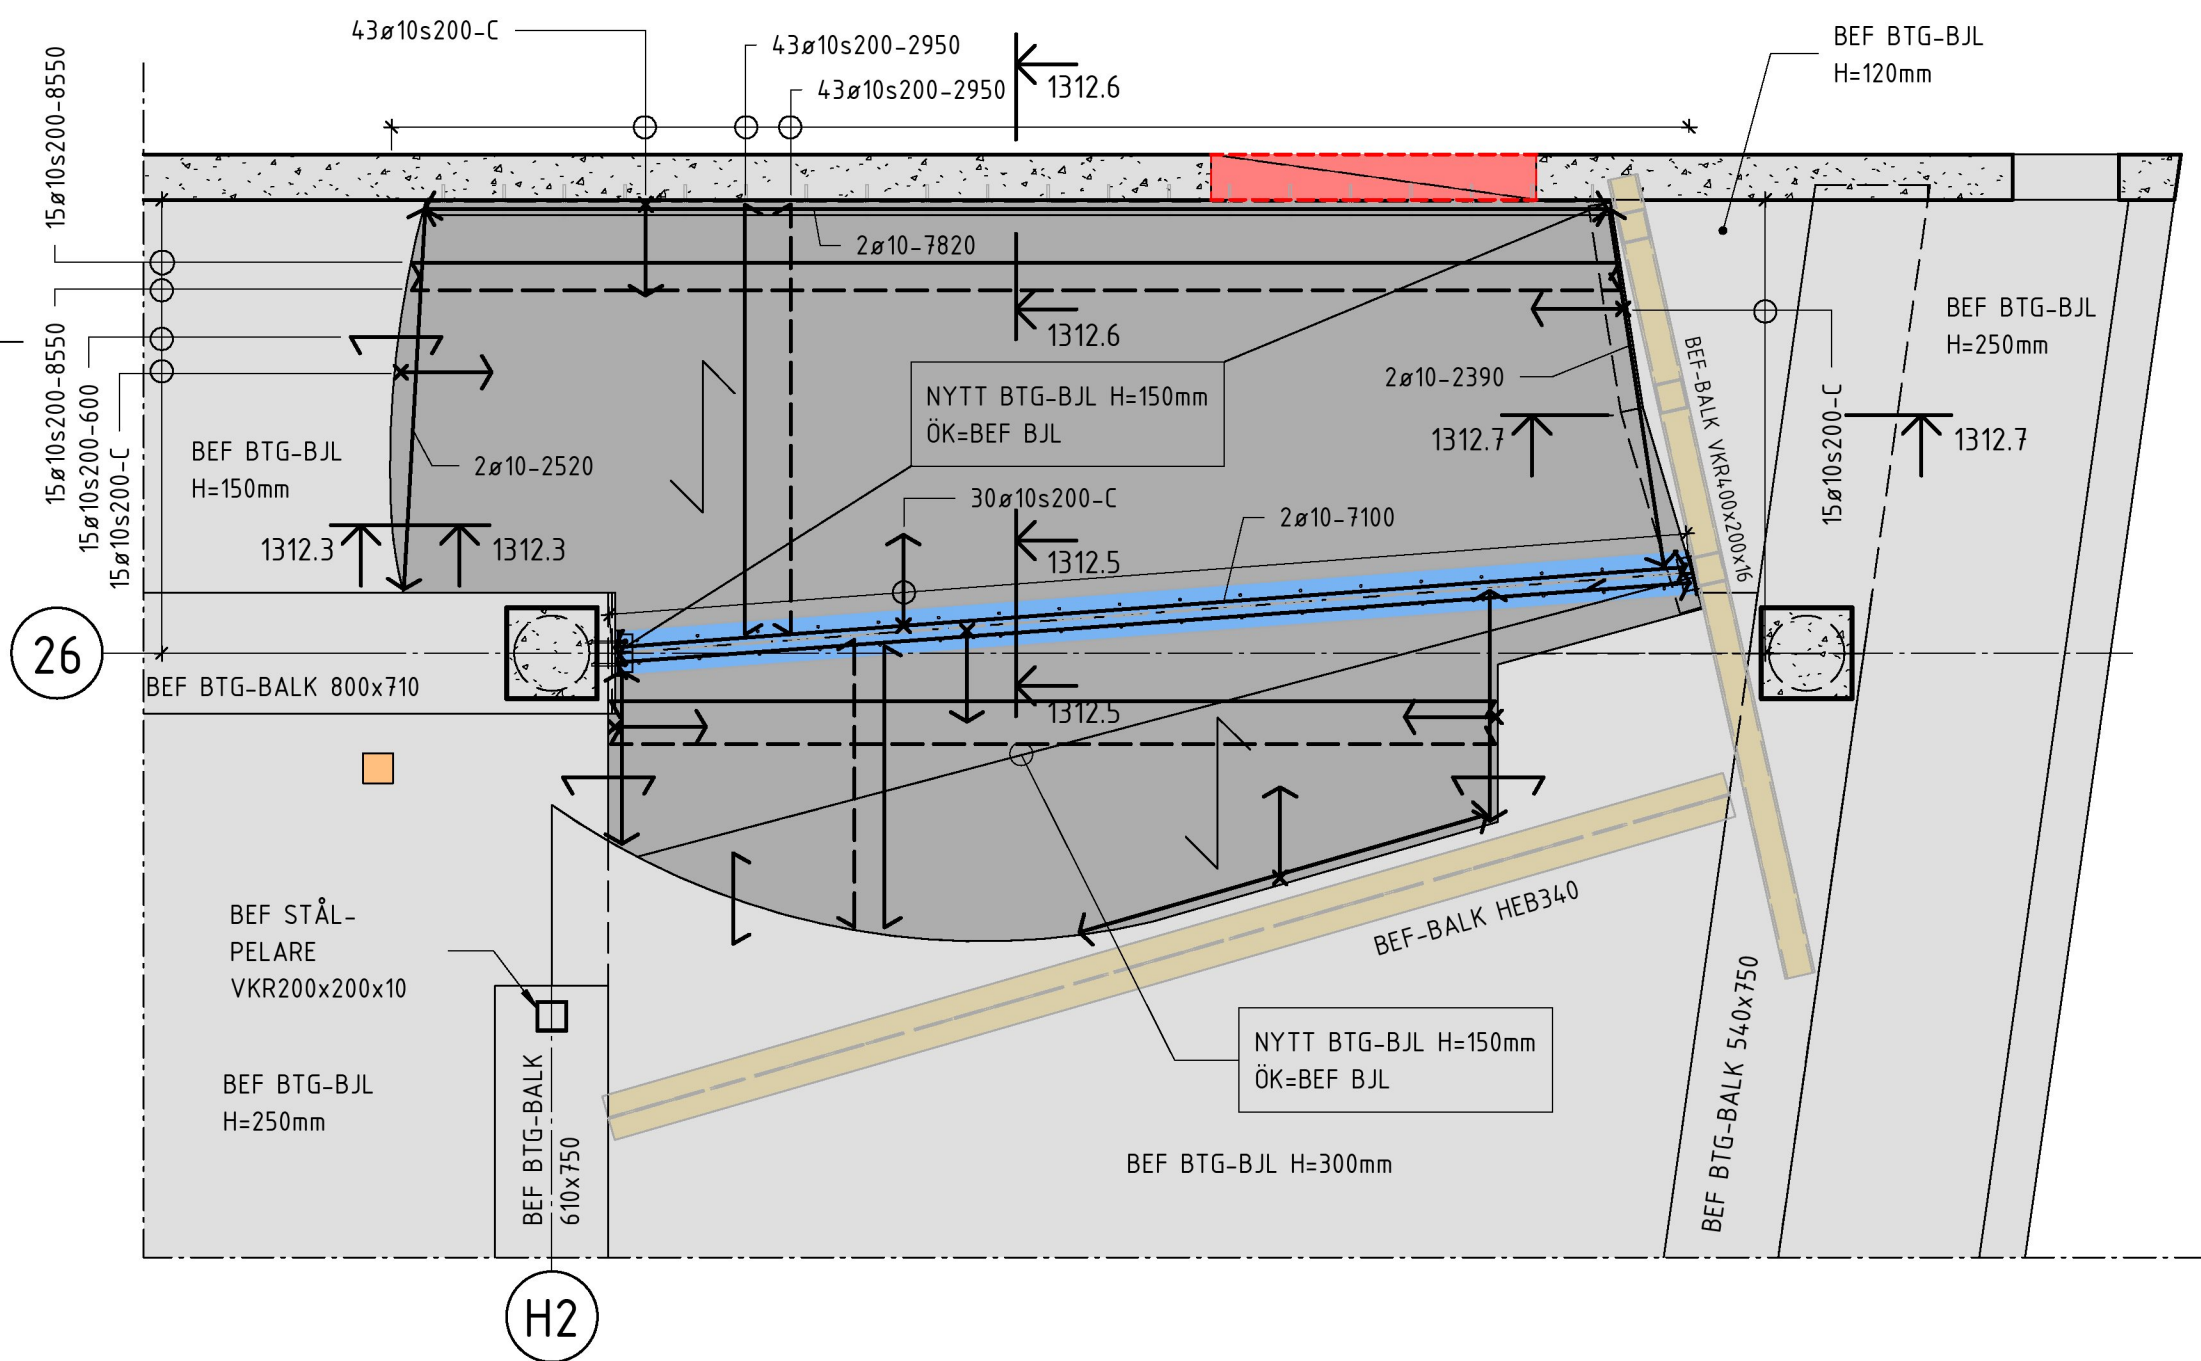 43ø10s200-C
43ø10s200-2950
43ø10s200-2950
1312.6
BEF BTG-BJL
H=120mm
15ø10s200-8550
15ø10s200-8550
15ø10s200-600
15ø10s200-C
2ø10-7820
1312.6
NYTT BTG-BJL H=150mm
ÖK=BEF BJL
2ø10-2390
BEF-BALK VKR400x200x16
BEF BTG-BJL
H=250mm
15ø10s200-C
1312.7
1312.7
BEF BTG-BJL
H=150mm
2ø10-2520
1312.3
1312.3
30ø10s200-C
2ø10-7100
1312.5
26
BEF BTG-BALK 800x710
1312.5
BEF STÅL-
PELARE
VKR200x200x10
BEF-BALK HEB340
BEF BTG-BJL
H=250mm
BEF BTG-BALK
610x750
NYTT BTG-BJL H=150mm
ÖK=BEF BJL
BEF BTG-BALK 540x750
BEF BTG-BJL H=300mm
H2